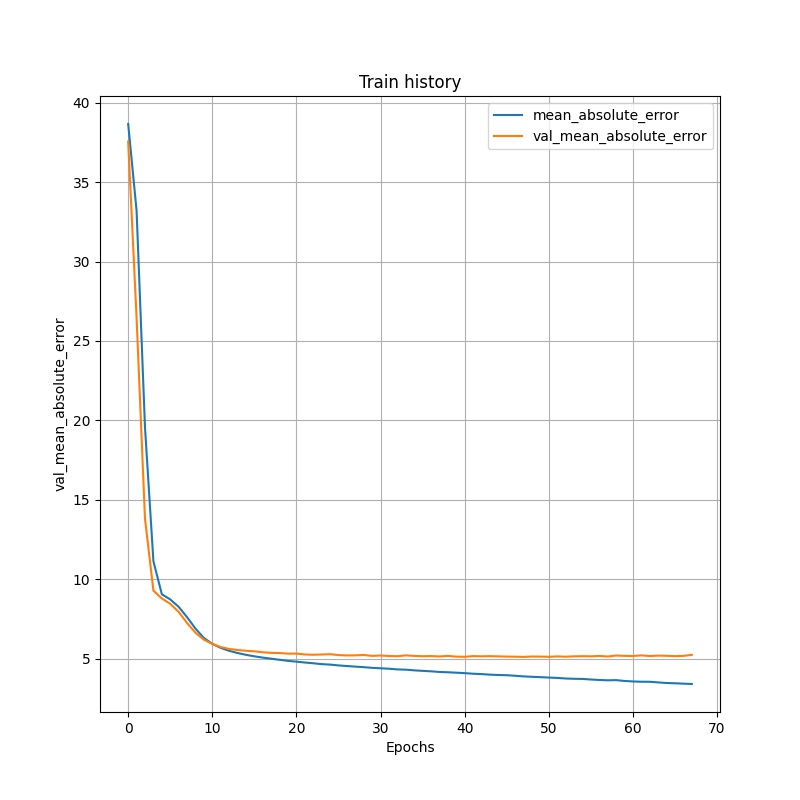 Train history
mean_absolute_error
val_mean_absolute_error
val_mean_absolute_error
40
35
30
25
20
15
10
5
0 10 20 30 40 50 60 70
Epochs